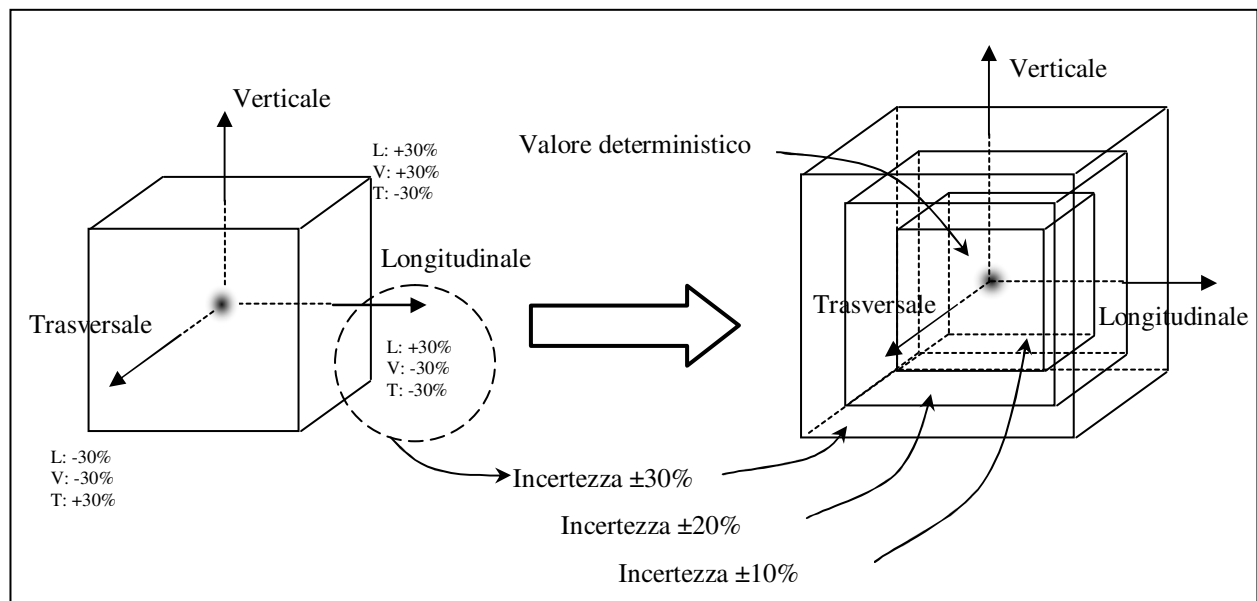 Verticale
L: +30%
V: +30%
T: -30%
Longitudinale
Trasversale
L: +30%
V: -30%
T: -30%
L: -30%
V: -30%
T: +30%
Verticale
Valore deterministico
Trasversale
Longitudinale
Incertezza ±30%
Incertezza ±20%
Incertezza ±10%